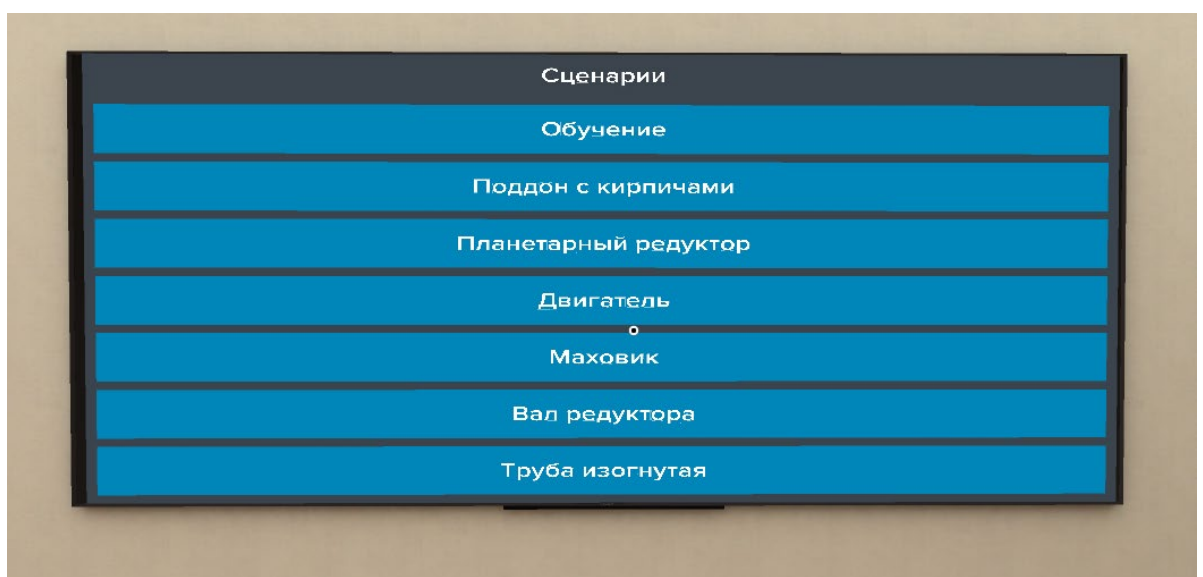 Сценарии
Обучение
Поддон с кирпичами
Планетарный редуктор
Двигатель
Маховик
Вал редуктора
Труба изогнутая